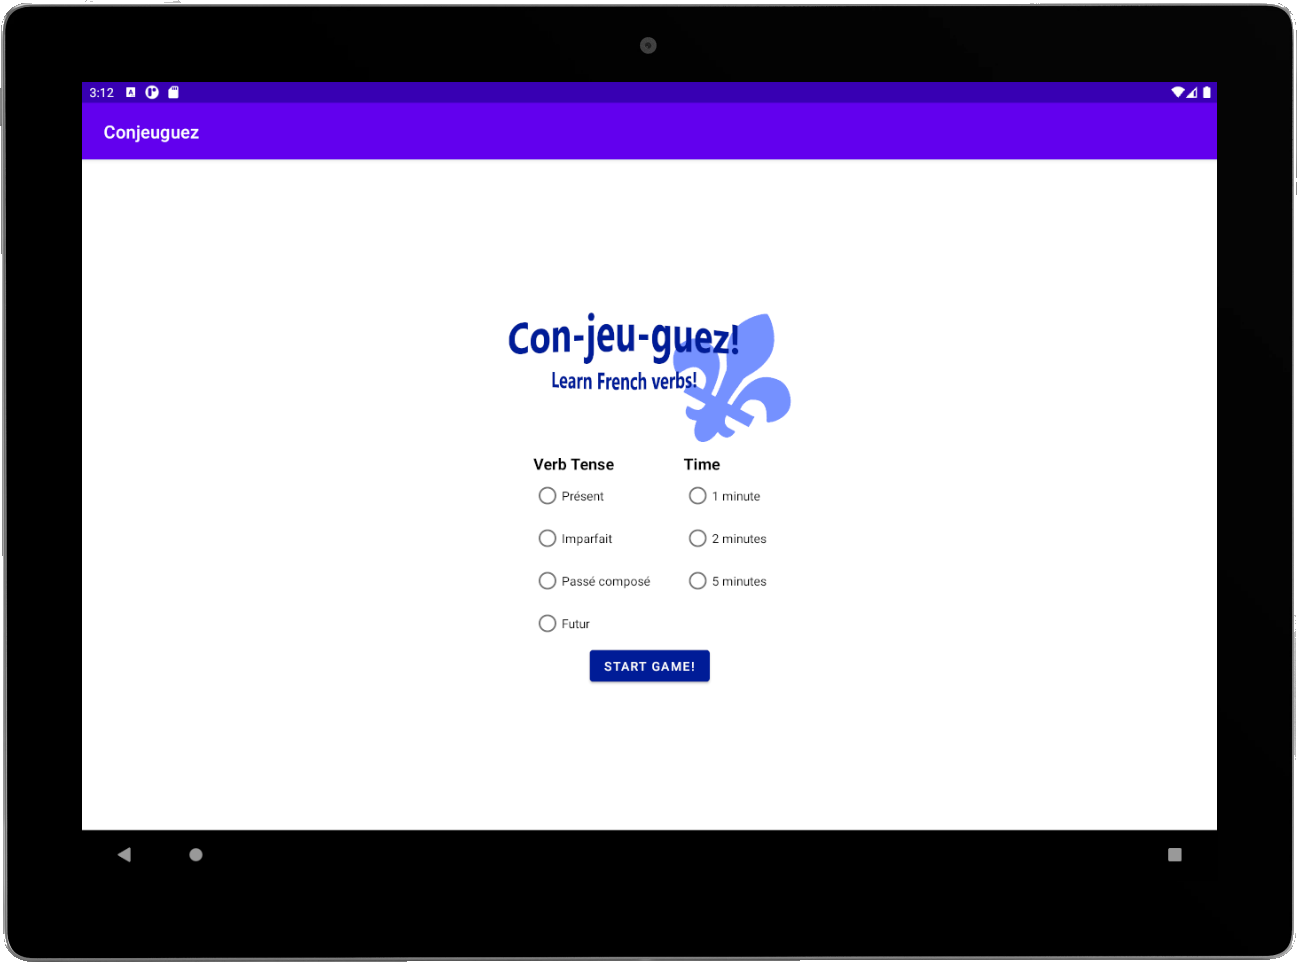 3:12
Conjeuguez
Con-jeu-guez!
Learn French verbs!
Verb Tense
Time
Présent
1 minute
Imparfait
2 minutes
Passé composé
5 minutes
Futur
START GAME!